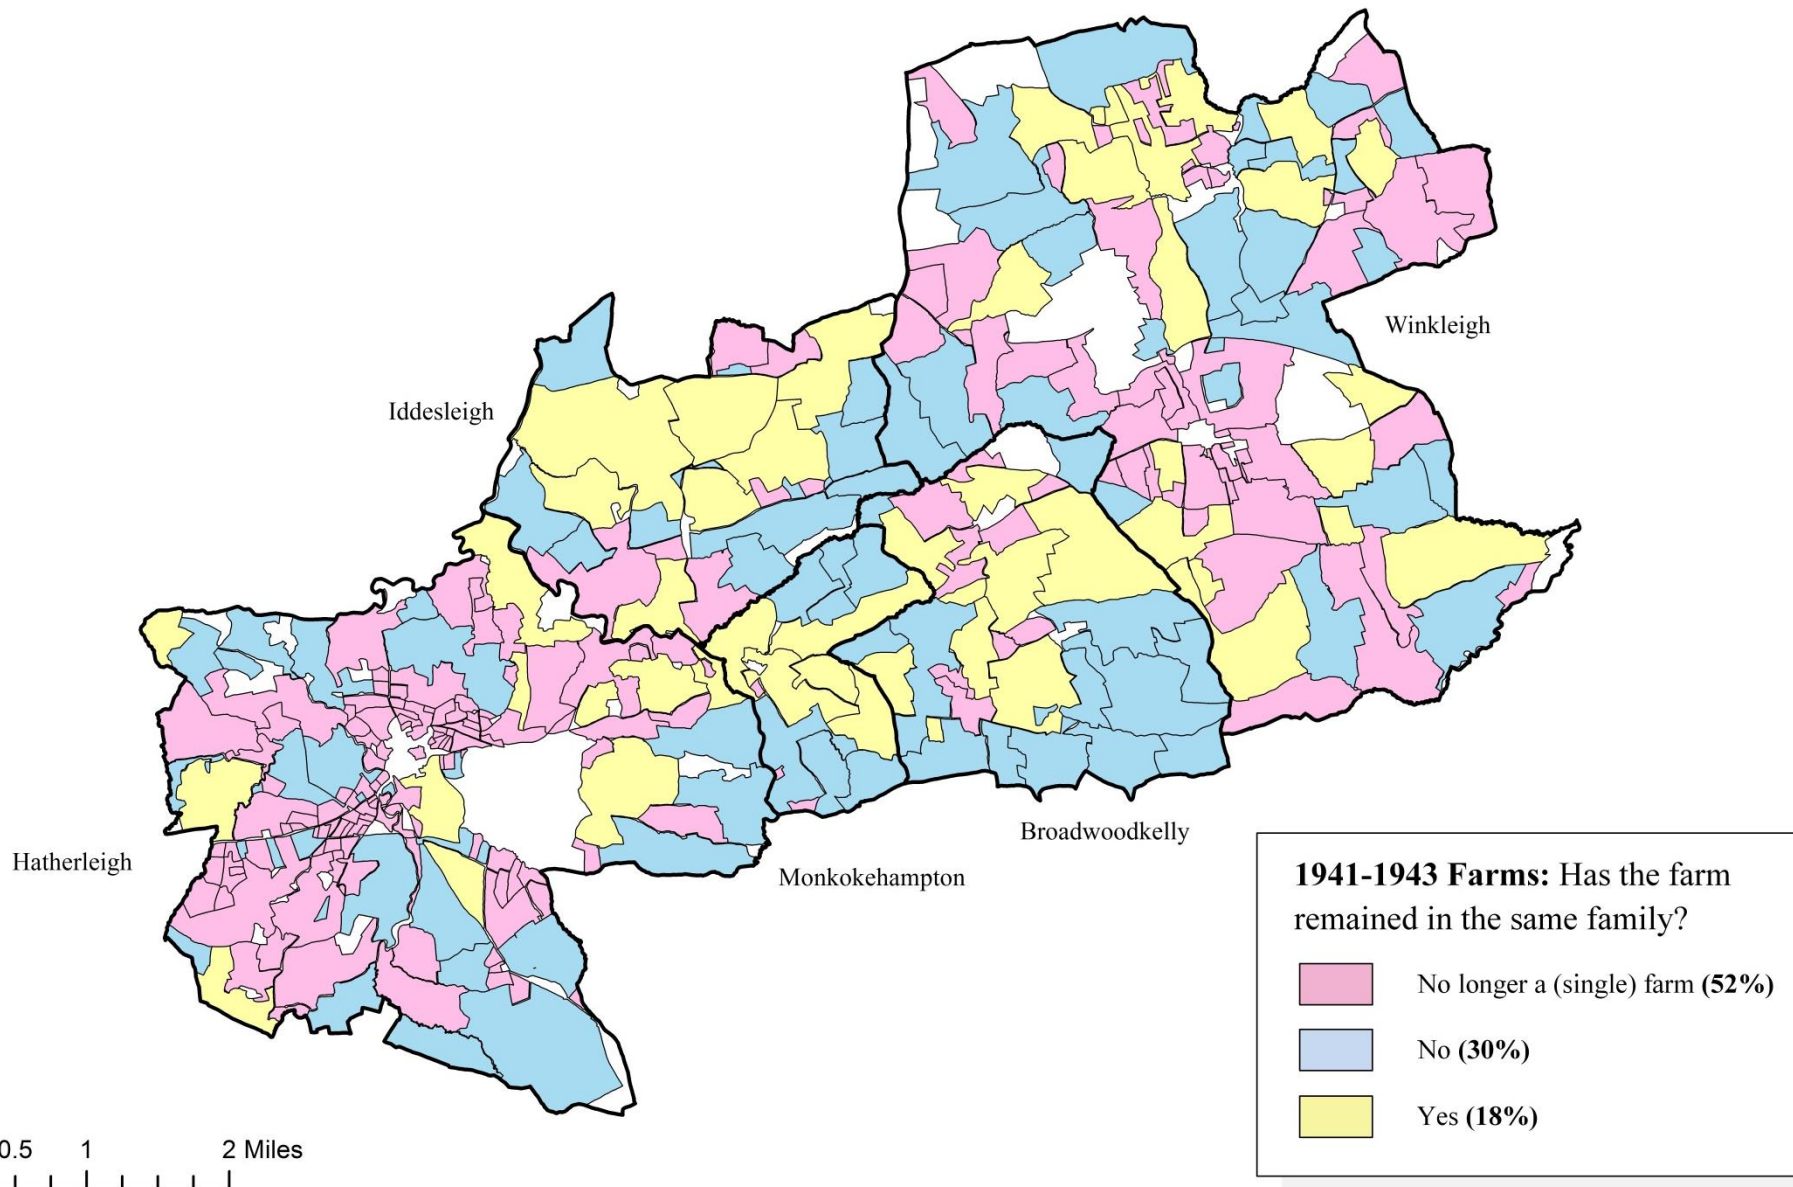 Winkleigh
Iddesleigh
Broadwoodkelly
Hatherleigh
Monkokehampton
1941-1943 Farms: Has the farm
remained in the same family?
No longer a (single) farm (52%)
No (30%)
Yes (18%)
0.5 1 2 Miles